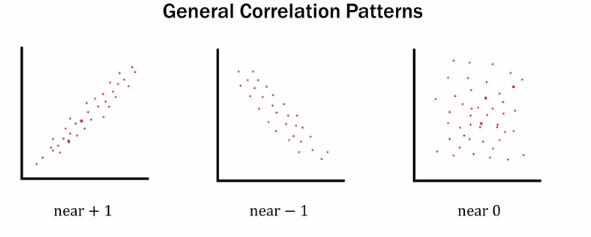 General Correlation Patterns
near + 1
near − 1
near 0